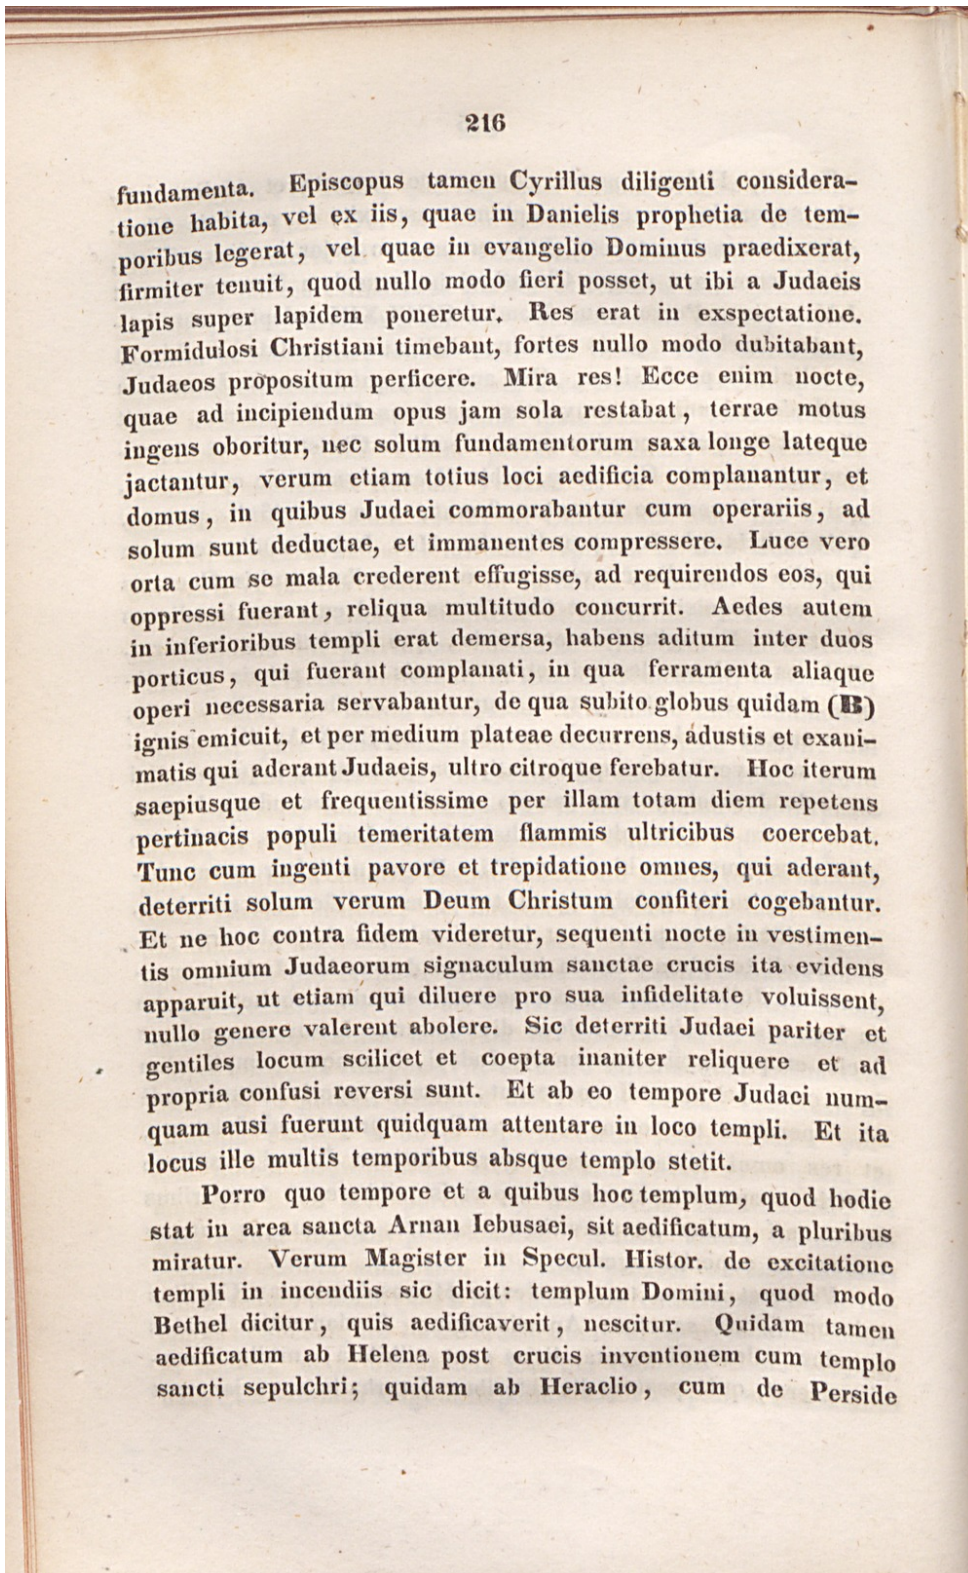 216
fundamenta. Episcopus tamen Cyrillus diligenti considera-
tione habita, vel ex iis, quae in Danielis prophetia de tem-
poribus legerat, vel quae in evangelio Dominus praedixerat,
firmiter tenuit, quod nullo modo fieri posset, ut ibi a Judaeis
lapis super lapidem poneretur. Res erat in exspectatione.
Formidulosi Christiani timebant, fortes nullo modo dubitabant,
Judaeos propositum perficere. Mira res! Ecce enim nocte,
quae ad incipiendum opus jam sola restabat, terrae motus
ingens oboritur, nec solum fundamentorum saxa longe lateque
jactantur, verum etiam totius loci aedificia complanantur, et
domus, in quibus Judaei commorabantur cum operariis, ad
solum sunt deductae, et immanentes compressere. Luce vero
orta cum se mala crederent effugisse, ad requirendos eos, qui
oppressi fuerant, reliqua multitudo concurrit. Aedes autem
in inferioribus templi erat demersa, habens aditum inter duos
porticus, qui fuerant complanati, in qua ferramenta aliaque
operi necessaria servabantur, de qua subito globus quidam (B)
ignis emicuit, et per medium plateae decurrens, adustis et exani-
matis qui aderant Judaeis, ultro citroque ferebatur. Hoc iterum
saepiusque et frequentissime per illam totam diem repetens
pertinacis populi temeritatem flammis ultricibus coercebat.
Tunc cum ingenti pavore et trepidatione omnes, qui aderant,
deterriti solum verum Deum Christum confiteri cogebantur.
Et ne hoc contra fidem videretur, sequenti nocte in vestimen-
tis omnium Judaeorum signaculum sanctae crucis ita evidens
apparuit, ut etiam qui diluere pro sua infidelitate voluissent,
nullo genere valerent abolere. Sic deterriti Judaei pariter et
gentiles locum scilicet et coepta inaniter reliquere et ad
propria confusi reversi sunt. Et ab eo tempore Judaei num-
quam ausi fuerunt quidquam attentare in loco templi. Et ita
locus ille multis temporibus absque templo stetit.
Porro quo tempore et a quibus hoc templum, quod hodie
stat in area sancta Arnan Iebusaei, sit aedificatum, a pluribus
miratur. Verum Magister in Specul. Histor. de excitatione
templi in incendiis sic dicit: templum Domini, quod modo
Bethel dicitur, quis aedificaverit, nescitur. Quidam tamen
aedificatum ab Helena post crucis inventionem cum templo
sancti sepulchri; quidam ab Heraclio, cum de Perside